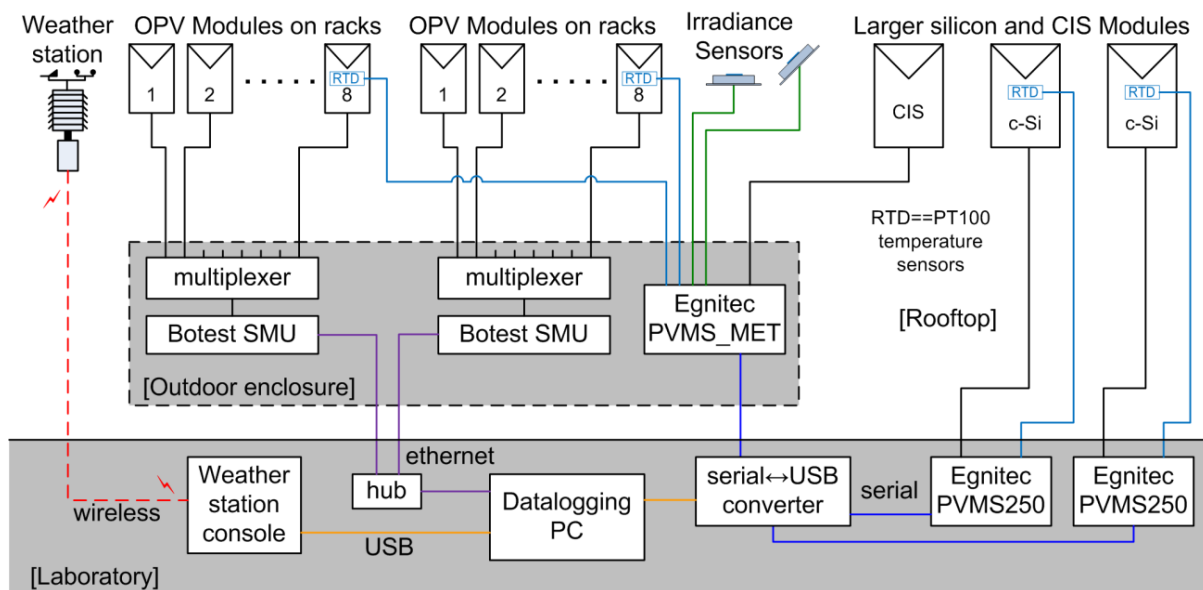 Weather
station
OPV Modules on racks
OPV Modules on racks
Irradiance
Sensors
Larger silicon and CIS Modules
1
2
RTD
8
1
2
RTD
8
CIS
RTD
c-Si
RTD
c-Si
RTD==PT100
temperature
sensors
[Rooftop]
multiplexer
multiplexer
Egnitec
PVMS_MET
Botest SMU
Botest SMU
[Outdoor enclosure]
ethernet
Weather
station
console
hub
Datalogging
PC
serial↔USB
converter
serial
Egnitec
PVMS250
Egnitec
PVMS250
wireless
USB
[Laboratory]